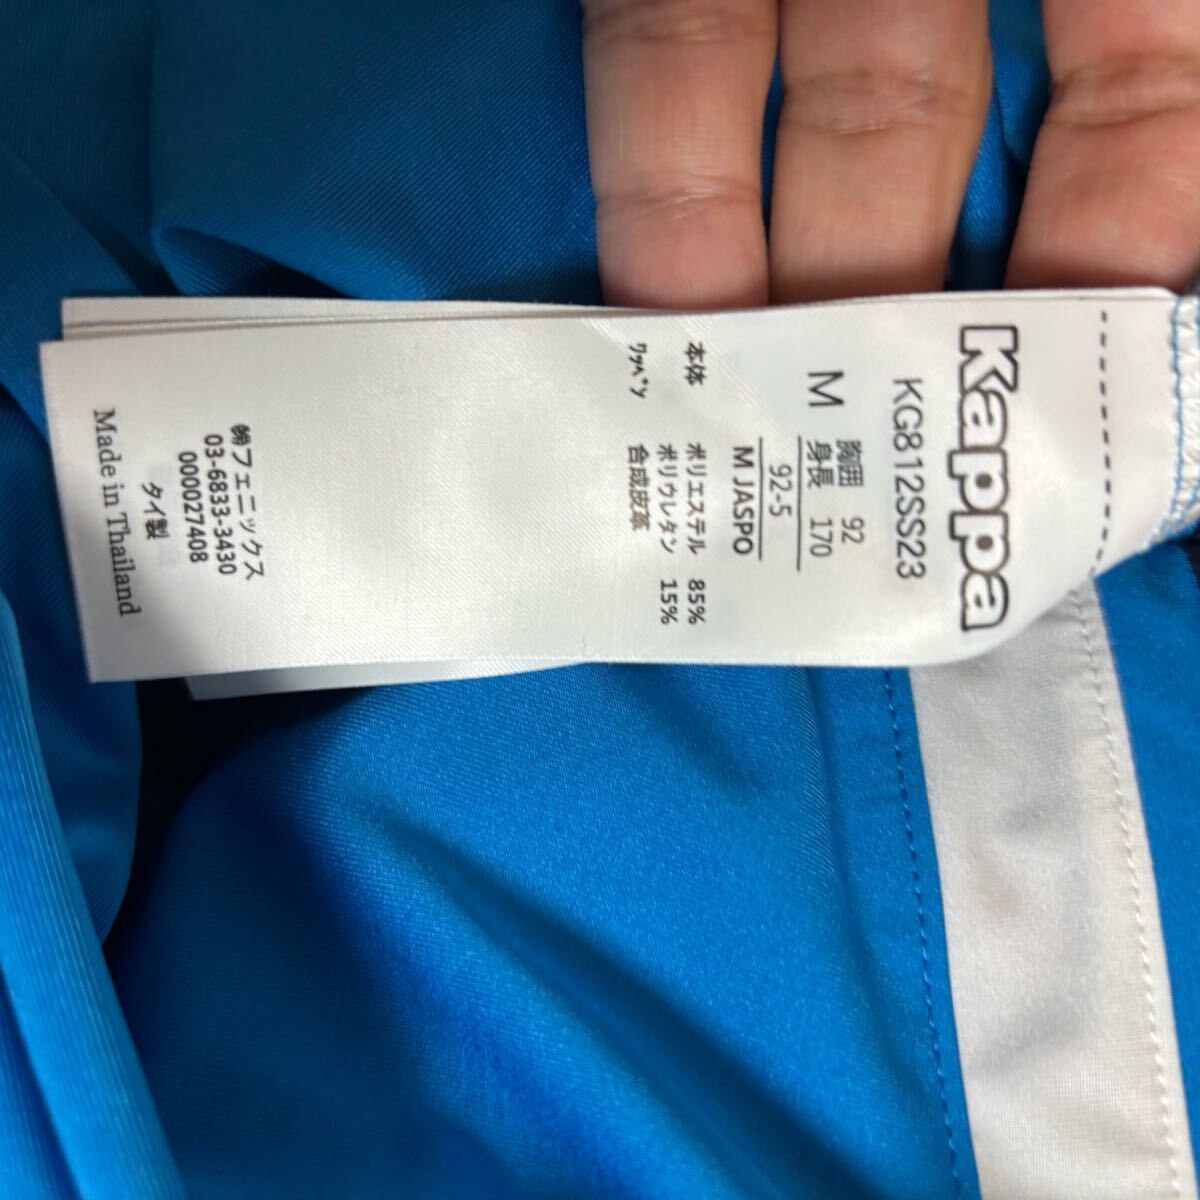 Kappa
KG812SS23
M 胸囲 92
身長 170
92-5
M JASPO
本体 ポリエステル 85%
ポリウレタン 15%
ワッペン 合成皮革
㈱フェニックス
03-6833-3430
000027408
タイ製
Made in Thailand